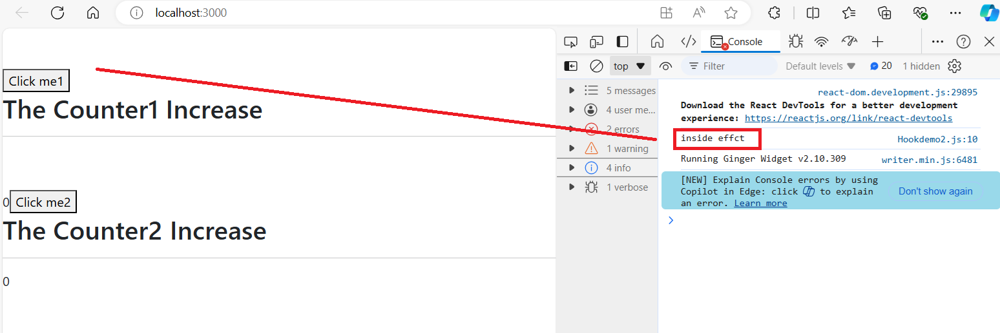 localhost:3000
Console
top
Filter
Default levels
20
1 hidden
Click me1
The Counter1 Increase
0
Click me2
The Counter2 Increase
0
5 messages
4 user me...
2 errors
1 warning
4 info
1 verbose
react-dom.development.js:29895
Download the React DevTools for a better development
experience: https://reactjs.org/link/react-devtools
inside effct
Hookdemo2.js:10
Running Ginger Widget v2.10.309
writer.min.js:6481
[NEW] Explain Console errors by using
Copilot in Edge: click to explain
an error. Learn more
Don't show again